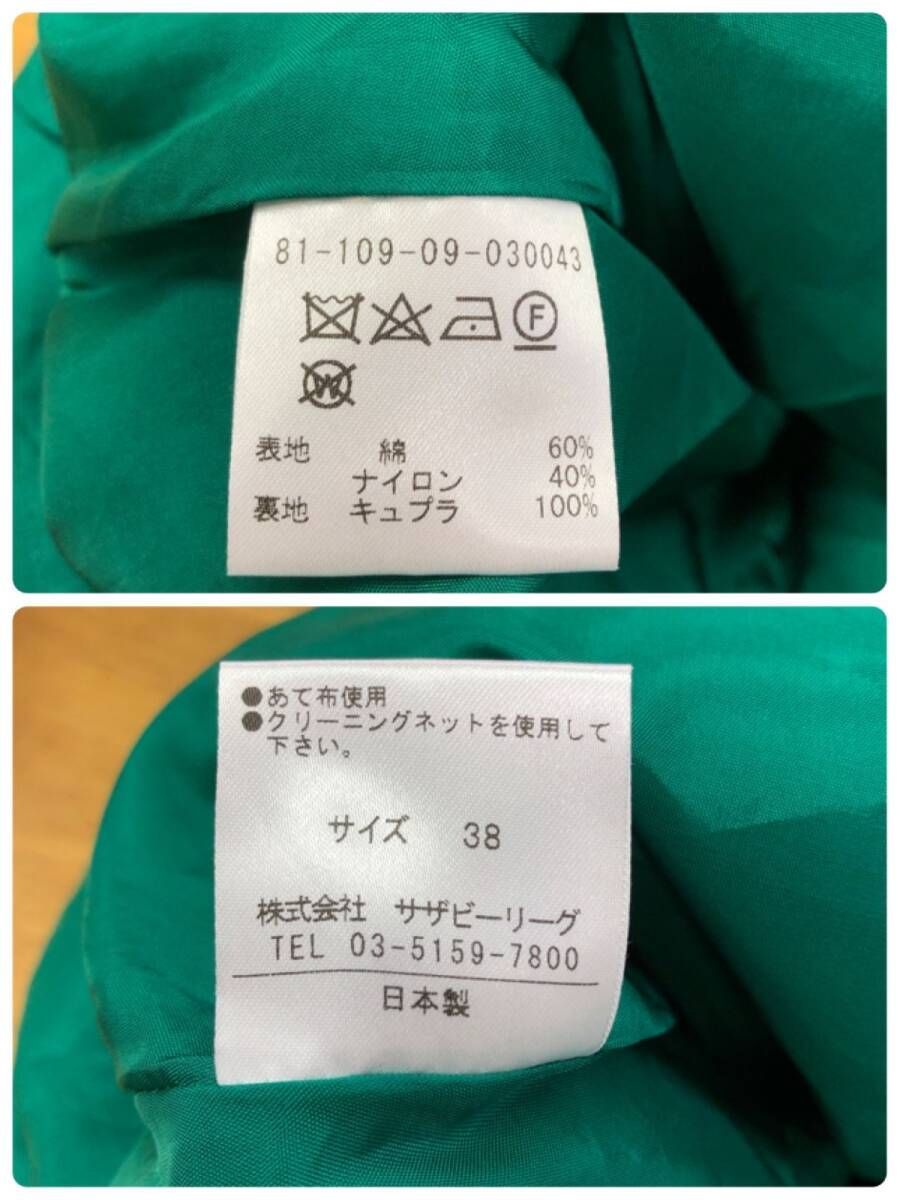 81-109-09-030043
F
W
表地 綿 60%
ナイロン 40%
裏地 キュプラ 100%
●あて布使用
●クリーニングネットを使用して
下さい。
サイズ 38
株式会社 サザビーリーグ
TEL 03-5159-7800
日本製